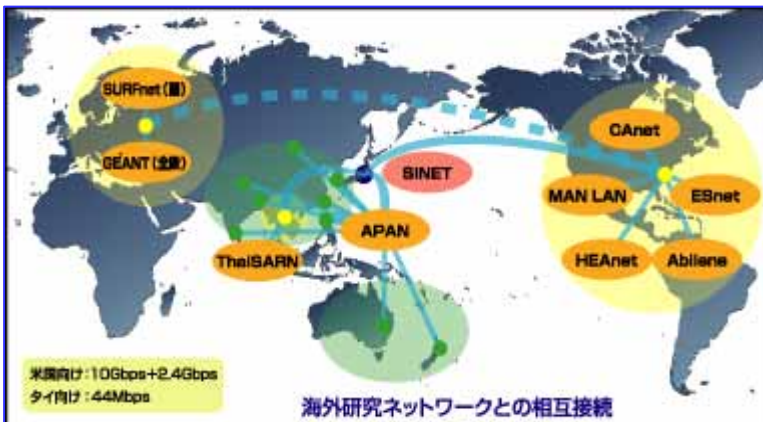 SURFnet(蘭)
GEANT(全欧)
CAnet
SINET
MAN LAN
ESnet
APAN
ThaiSARN
HEAnet
Abilene
米国向け:10Gbps+2.4Gbps
タイ向け:44Mbps
海外研究ネットワークとの相互接続